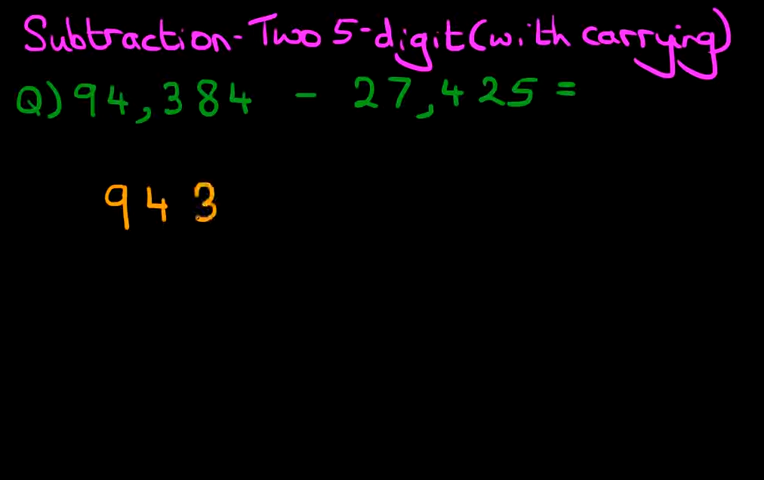 Subtraction - Two 5-digit (with carrying)
Q) 94,384 - 27,425 =
943